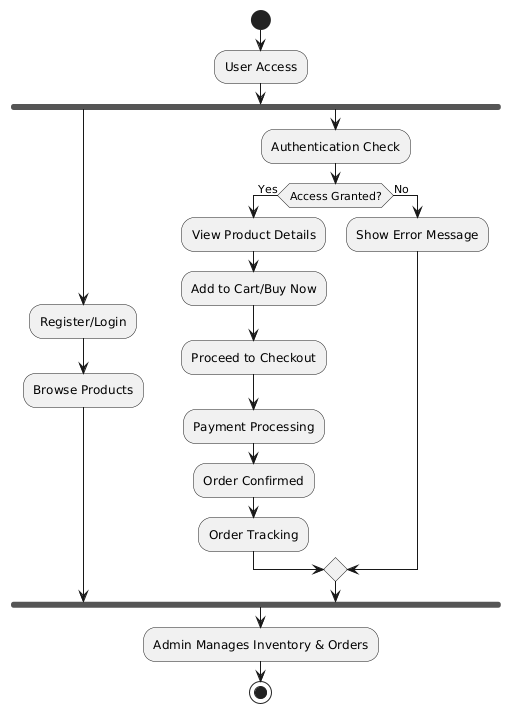 User Access
Authentication Check
Yes
Access Granted?
No
View Product Details
Show Error Message
Add to Cart/Buy Now
Register/Login
Proceed to Checkout
Browse Products
Payment Processing
Order Confirmed
Order Tracking
Admin Manages Inventory & Orders